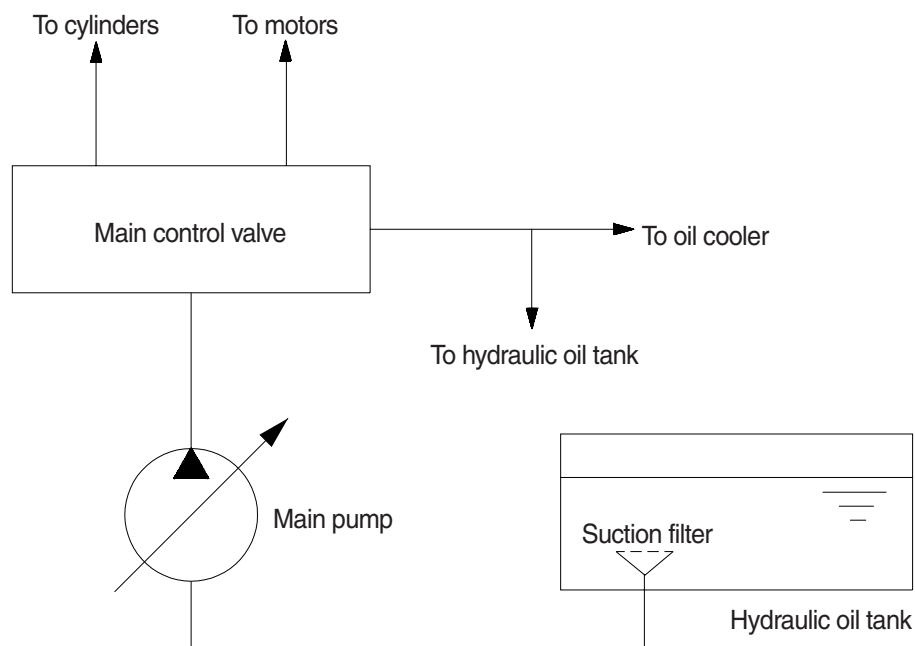 To cylinders
To motors
Main control valve
To oil cooler
To hydraulic oil tank
Main pump
Suction filter
Hydraulic oil tank